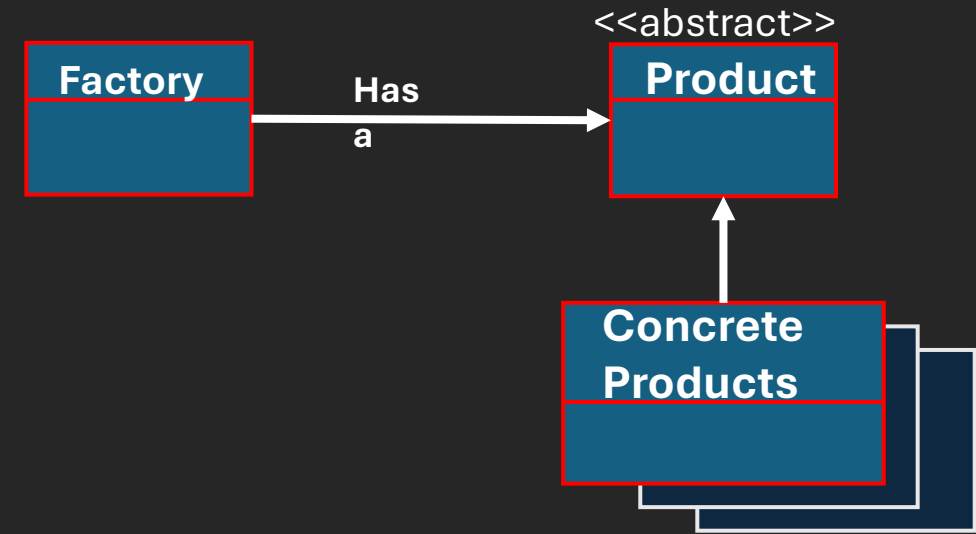 <<abstract>>
Factory
Has
a
Product
Concrete
Products